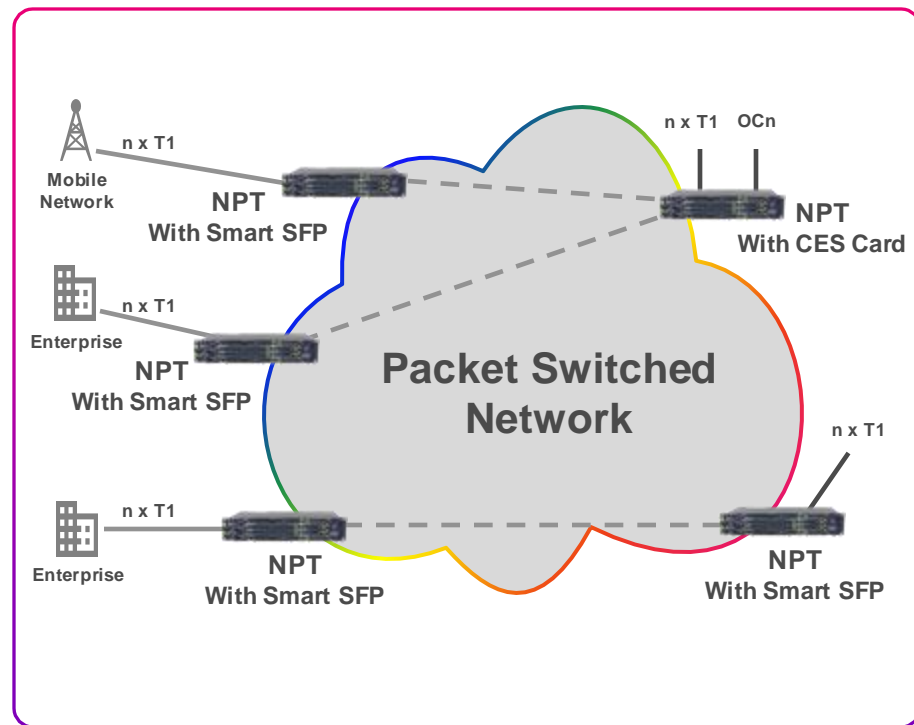 n x T1
OCn
n x T1
Mobile
Network
NPT
With Smart SFP
NPT
With CES Card
n x T1
Enterprise
NPT
With Smart SFP
Packet Switched
Network
n x T1
n x T1
Enterprise
NPT
With Smart SFP
NPT
With Smart SFP